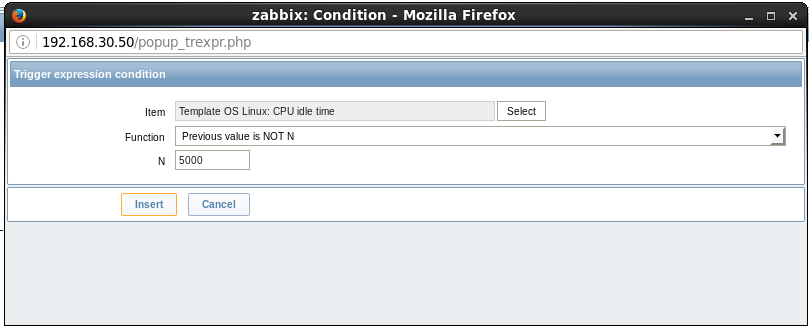 zabbix: Condition - Mozilla Firefox
192.168.30.50/popup_trexpr.php
Trigger expression condition
Item Template OS Linux: CPU idle time Select
Function Previous value is NOT N
N 5000
Insert Cancel